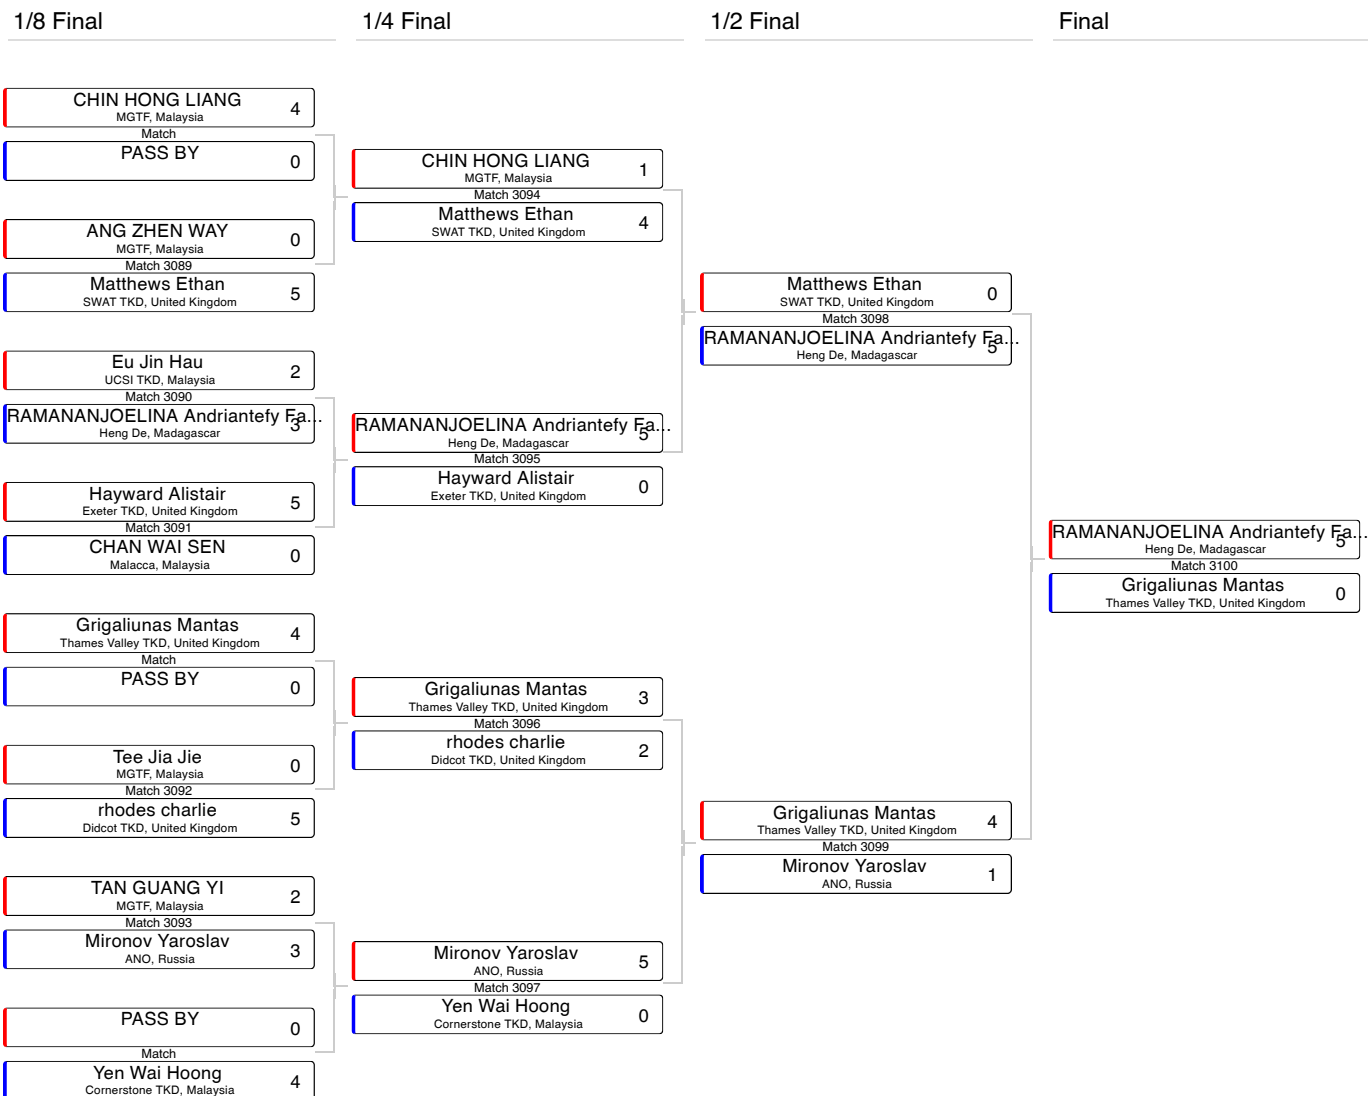 1/8 Final
1/4 Final
1/2 Final
Final
CHIN HONG LIANG
4
MGTF, Malaysia
Match
PASS BY
0
ANG ZHEN WAY
0
MGTF, Malaysia
Match 3089
Matthews Ethan
5
SWAT TKD, United Kingdom
Eu Jin Hau
2
UCSI TKD, Malaysia
Match 3090
RAMANANJOELINA Andriantefy Fa...
3
Heng De, Madagascar
Hayward Alistair
5
Exeter TKD, United Kingdom
Match 3091
CHAN WAI SEN
0
Malacca, Malaysia
Grigaliunas Mantas
4
Thames Valley TKD, United Kingdom
Match
PASS BY
0
Tee Jia Jie
0
MGTF, Malaysia
Match 3092
rhodes charlie
5
Didcot TKD, United Kingdom
TAN GUANG YI
2
MGTF, Malaysia
Match 3093
Mironov Yaroslav
3
ANO, Russia
PASS BY
0
Match
Yen Wai Hoong
4
Cornerstone TKD, Malaysia
CHIN HONG LIANG
1
MGTF, Malaysia
Match 3094
Matthews Ethan
4
SWAT TKD, United Kingdom
RAMANANJOELINA Andriantefy Fa...
5
Heng De, Madagascar
Match 3095
Hayward Alistair
0
Exeter TKD, United Kingdom
Grigaliunas Mantas
3
Thames Valley TKD, United Kingdom
Match 3096
rhodes charlie
2
Didcot TKD, United Kingdom
Mironov Yaroslav
5
ANO, Russia
Match 3097
Yen Wai Hoong
0
Cornerstone TKD, Malaysia
Matthews Ethan
0
SWAT TKD, United Kingdom
Match 3098
RAMANANJOELINA Andriantefy Fa...
5
Heng De, Madagascar
Grigaliunas Mantas
4
Thames Valley TKD, United Kingdom
Match 3099
Mironov Yaroslav
1
ANO, Russia
RAMANANJOELINA Andriantefy Fa...
5
Heng De, Madagascar
Match 3100
Grigaliunas Mantas
0
Thames Valley TKD, United Kingdom